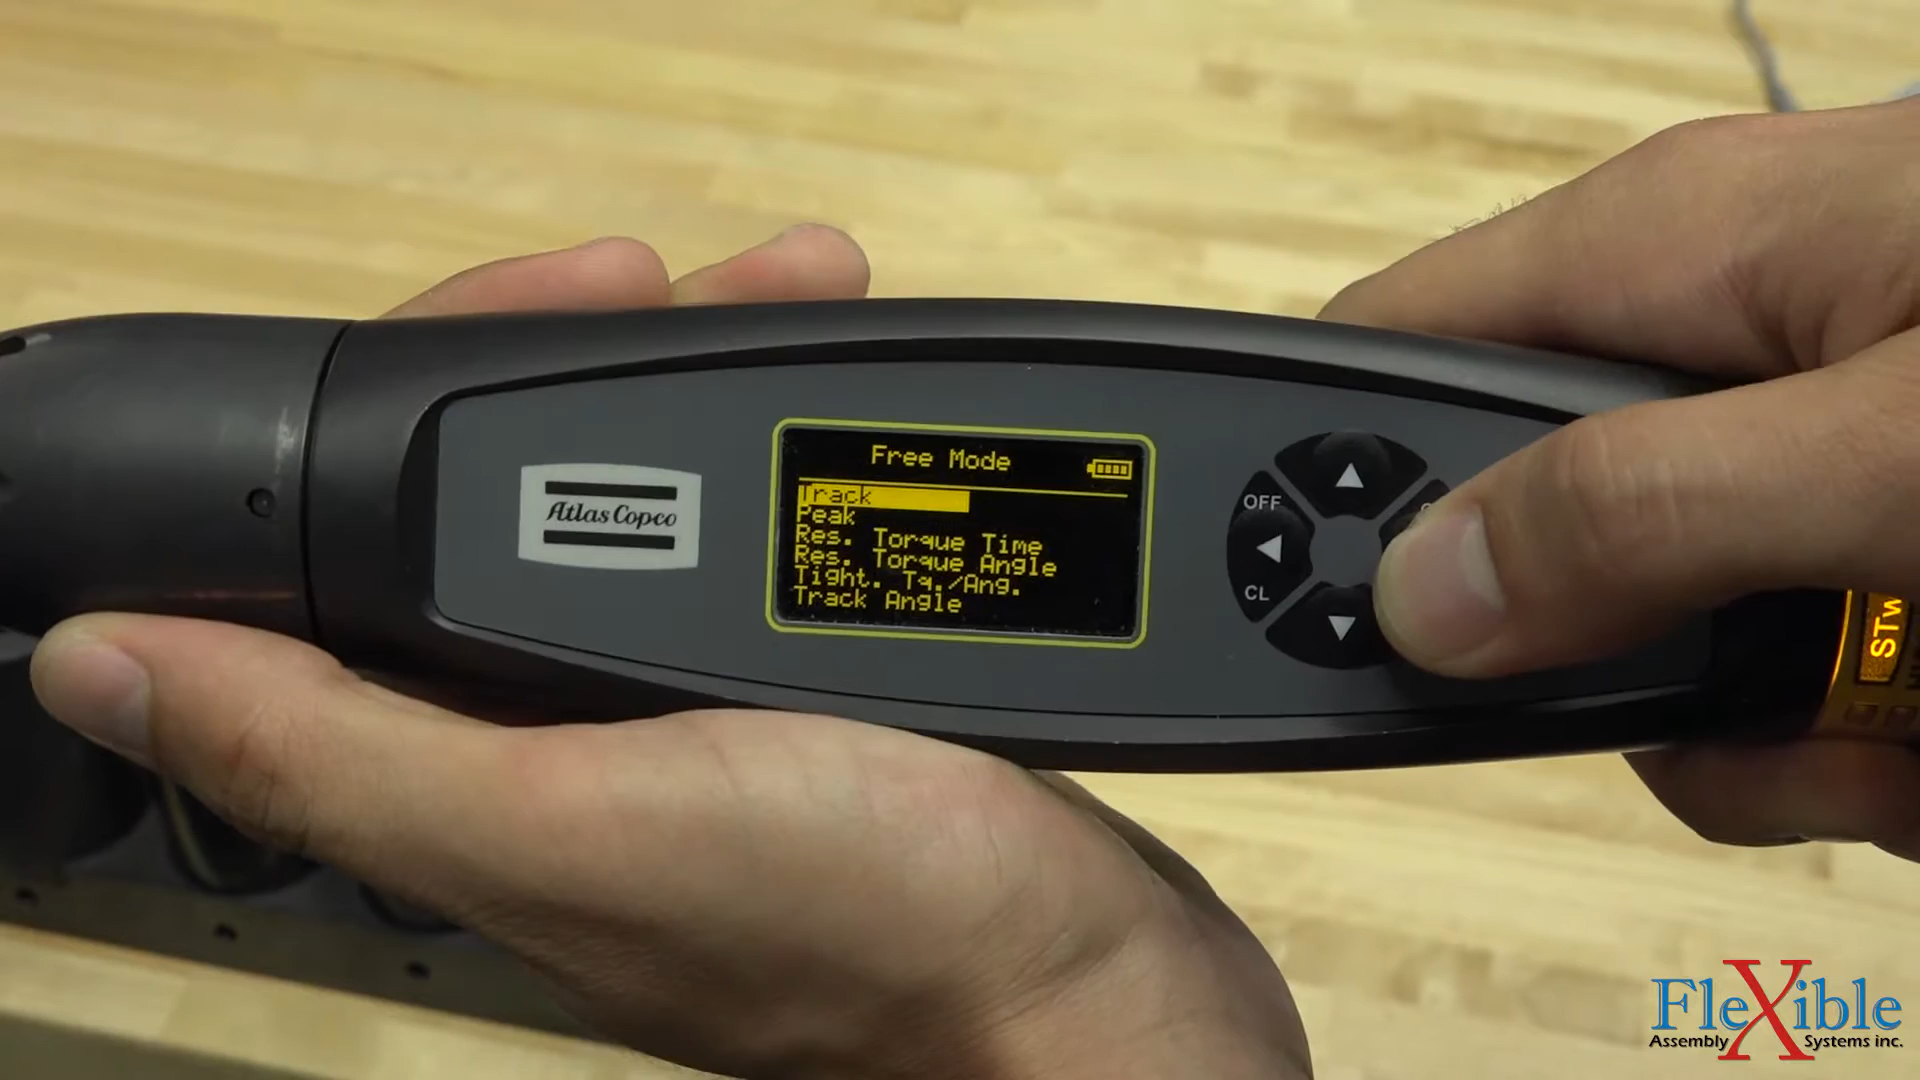 Free Mode
Track
Peak
Res. Torque Time
Res. Torque Angle
Tight. Tq./Ang.
Track Angle
Atlas Copco
OFF
CL
STw
FleXible
Assembly Systems inc.